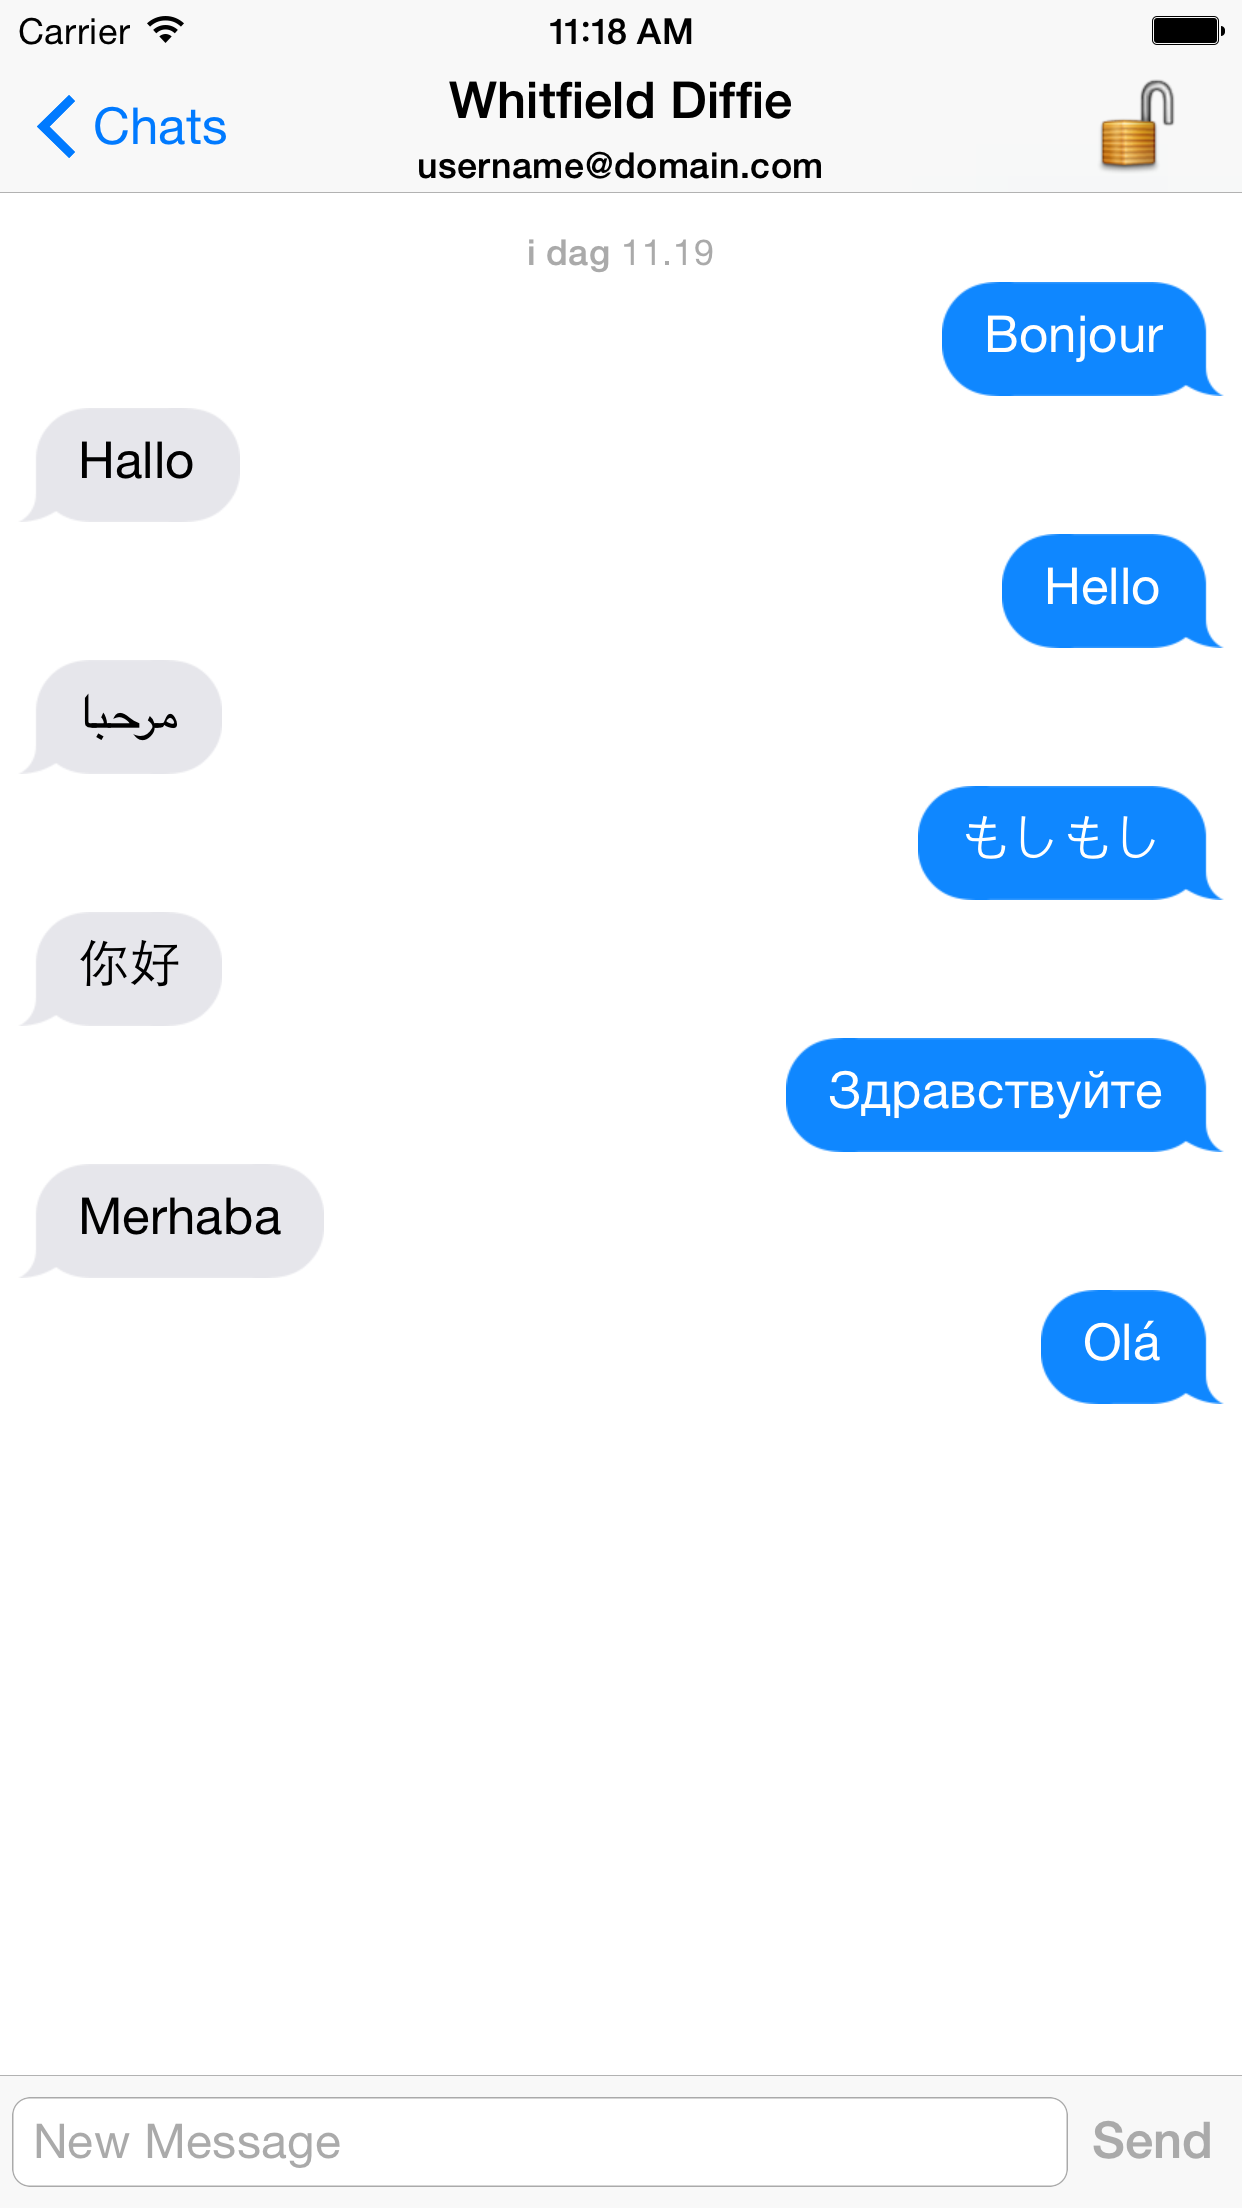 Carrier 11:18 AM
Chats
Whitfield Diffie
username@domain.com
i dag 11.19
Bonjour
Hallo
Hello
مرحبا
もしもし
你好
Здравствуйте
Merhaba
Olá
New Message
Send